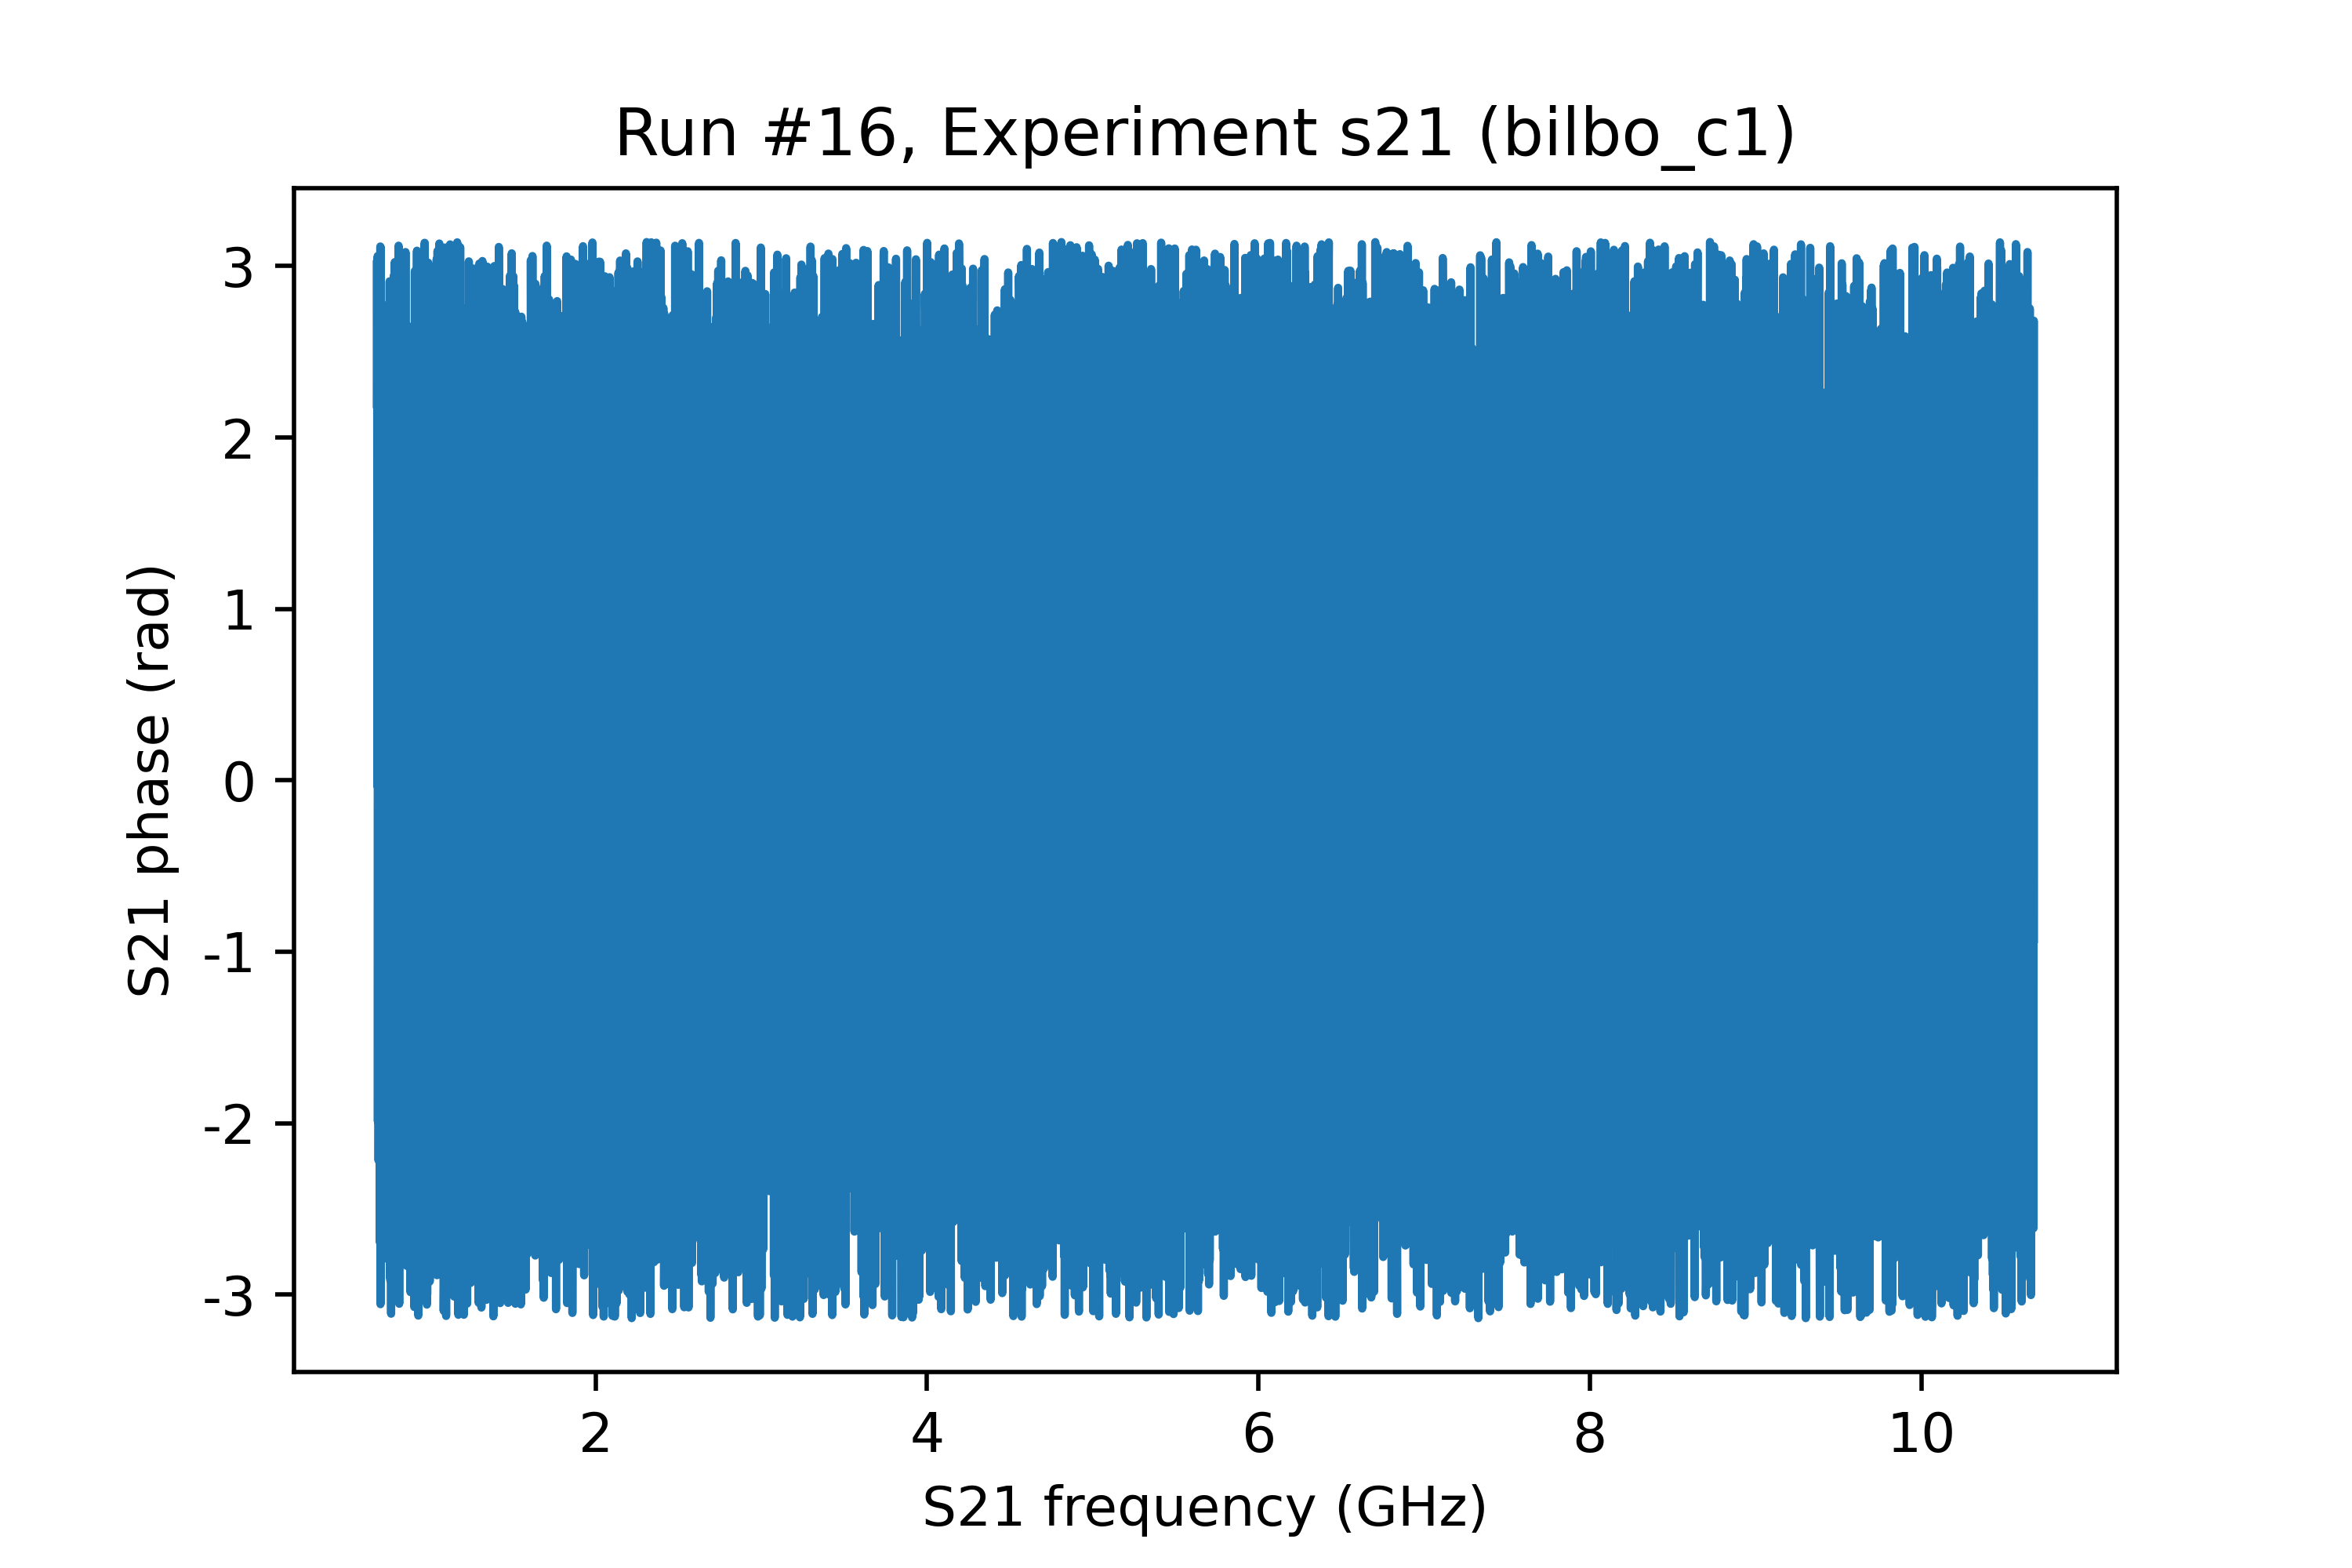 Run #16, Experiment s21 (bilbo_c1)
S21 phase (rad)
3
2
1
0
-1
-2
-3
2 4 6 8 10
S21 frequency (GHz)